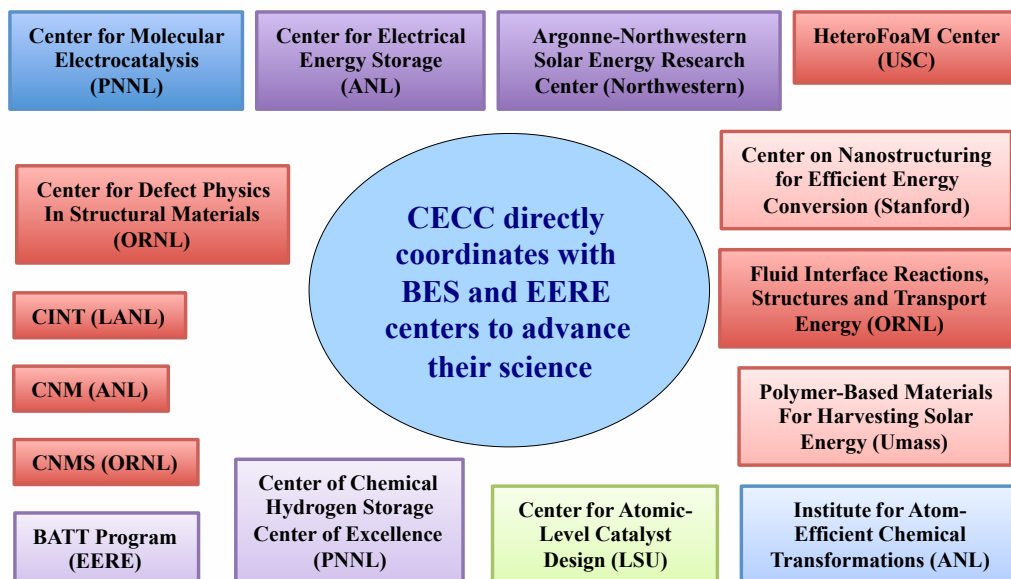 Center for Molecular
Electrocatalysis
(PNNL)
Center for Electrical
Energy Storage
(ANL)
Argonne-Northwestern
Solar Energy Research
Center (Northwestern)
HeteroFoaM Center
(USC)
Center for Defect Physics
In Structural Materials
(ORNL)
CECC directly
coordinates with
BES and EERE
centers to advance
their science
Center on Nanostructuring
for Efficient Energy
Conversion (Stanford)
Fluid Interface Reactions,
Structures and Transport
Energy (ORNL)
CINT (LANL)
CNM (ANL)
Polymer-Based Materials
For Harvesting Solar
Energy (Umass)
CNMS (ORNL)
BATT Program
(EERE)
Center of Chemical
Hydrogen Storage
Center of Excellence
(PNNL)
Center for Atomic-
Level Catalyst
Design (LSU)
Institute for Atom-
Efficient Chemical
Transformations (ANL)